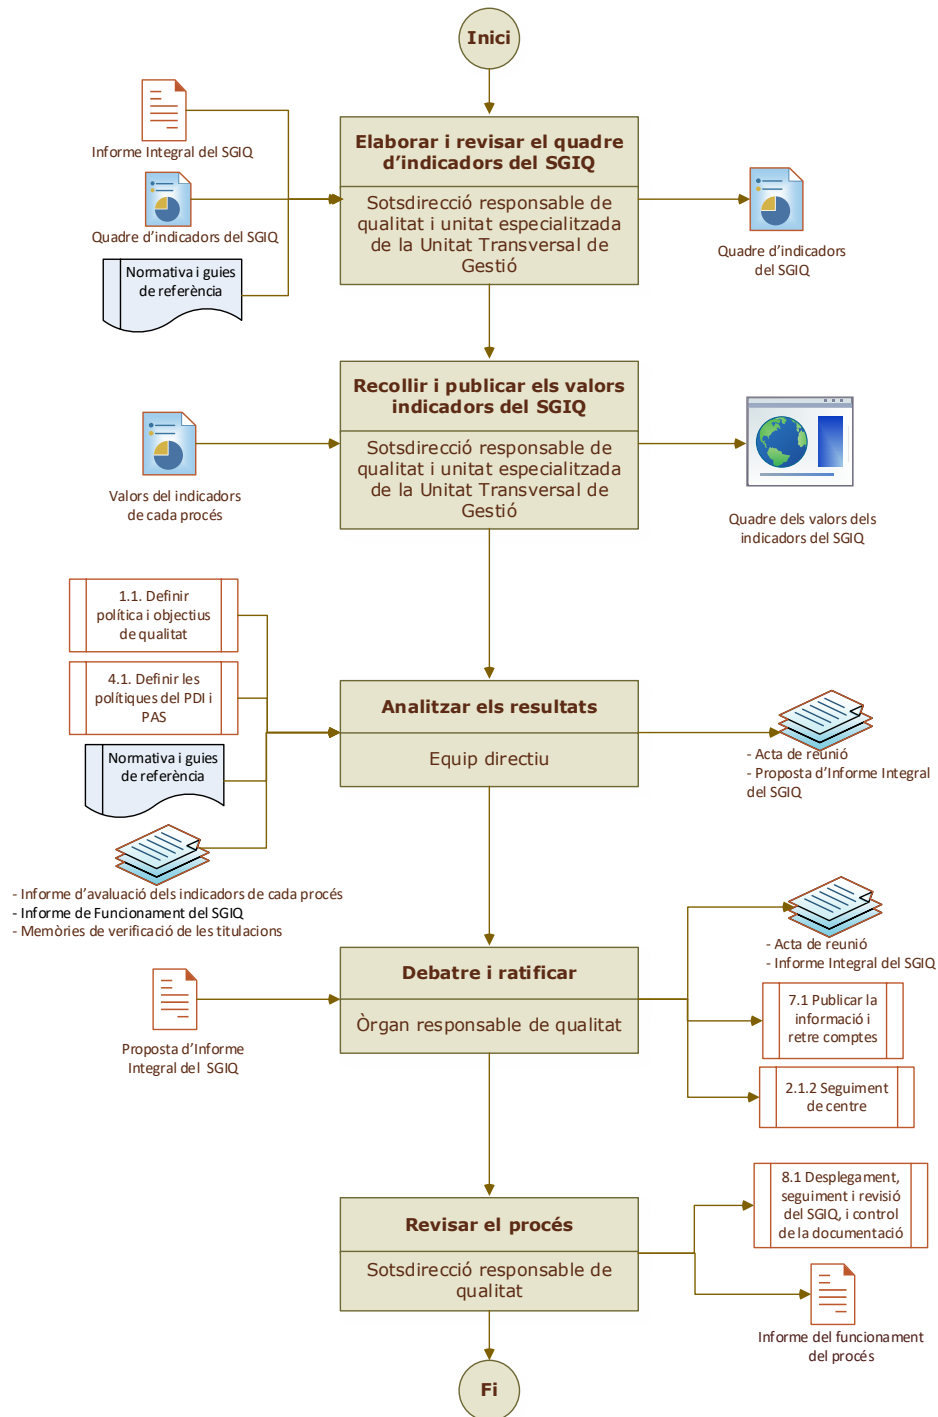 Inici
Informe Integral del SGIQ
Quadre d'indicadors del SGIQ
Normativa i guies
de referència
Elaborar i revisar el quadre
d'indicadors del SGIQ
Sotsdirecció responsable de
qualitat i unitat especialitzada
de la Unitat Transversal de
Gestió
Quadre d'indicadors
del SGIQ
Valors del indicadors
de cada procés
Recollir i publicar els valors
indicadors del SGIQ
Sotsdirecció responsable de
qualitat i unitat especialitzada
de la Unitat Transversal de
Gestió
Quadre dels valors dels
indicadors del SGIQ
1.1. Definir
política i objectius
de qualitat
4.1. Definir les
polítiques del PDI i
PAS
Normativa i guies
de referència
- Informe d'avaluació dels indicadors de cada procés
- Informe de Funcionament del SGIQ
- Memòries de verificació de les titulacions
Analitzar els resultats
Equip directiu
- Acta de reunió
- Proposta d'Informe Integral
del SGIQ
Proposta d'Informe
Integral del SGIQ
Debatre i ratificar
Òrgan responsable de qualitat
- Acta de reunió
- Informe Integral del SGIQ
7.1 Publicar la
informació i
retre comptes
2.1.2 Seguiment
de centre
Revisar el procés
Sotsdirecció responsable de
qualitat
8.1 Desplegament,
seguiment i revisió
del SGIQ, i control
de la documentació
Informe del funcionament
del procés
Fi